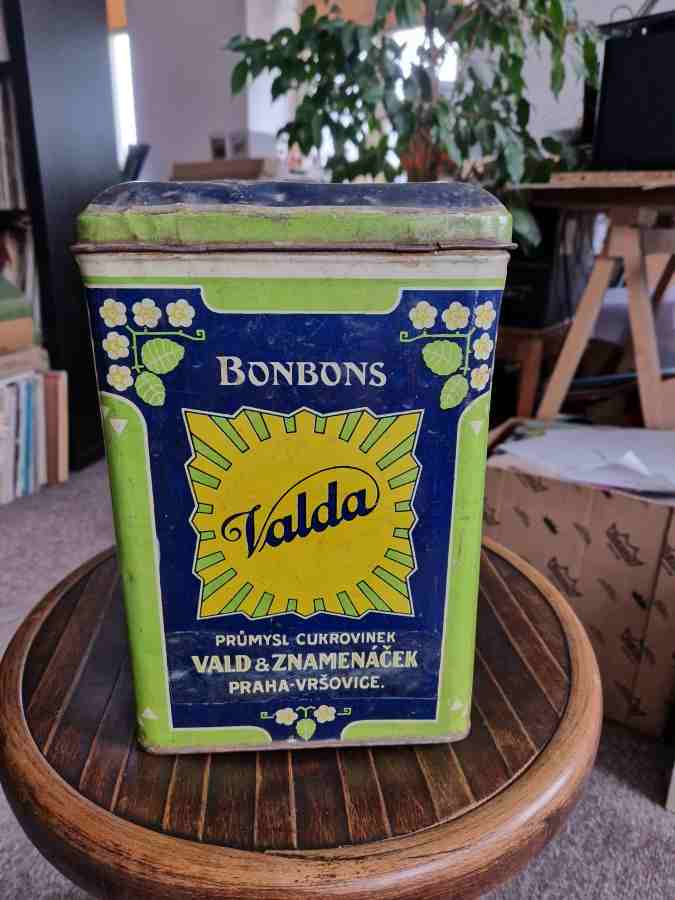 BONBONS
Valda
PRŮMYSL CUKROVINEK
VALD & ZNAMENÁČEK
PRAHA-VRŠOVICE.